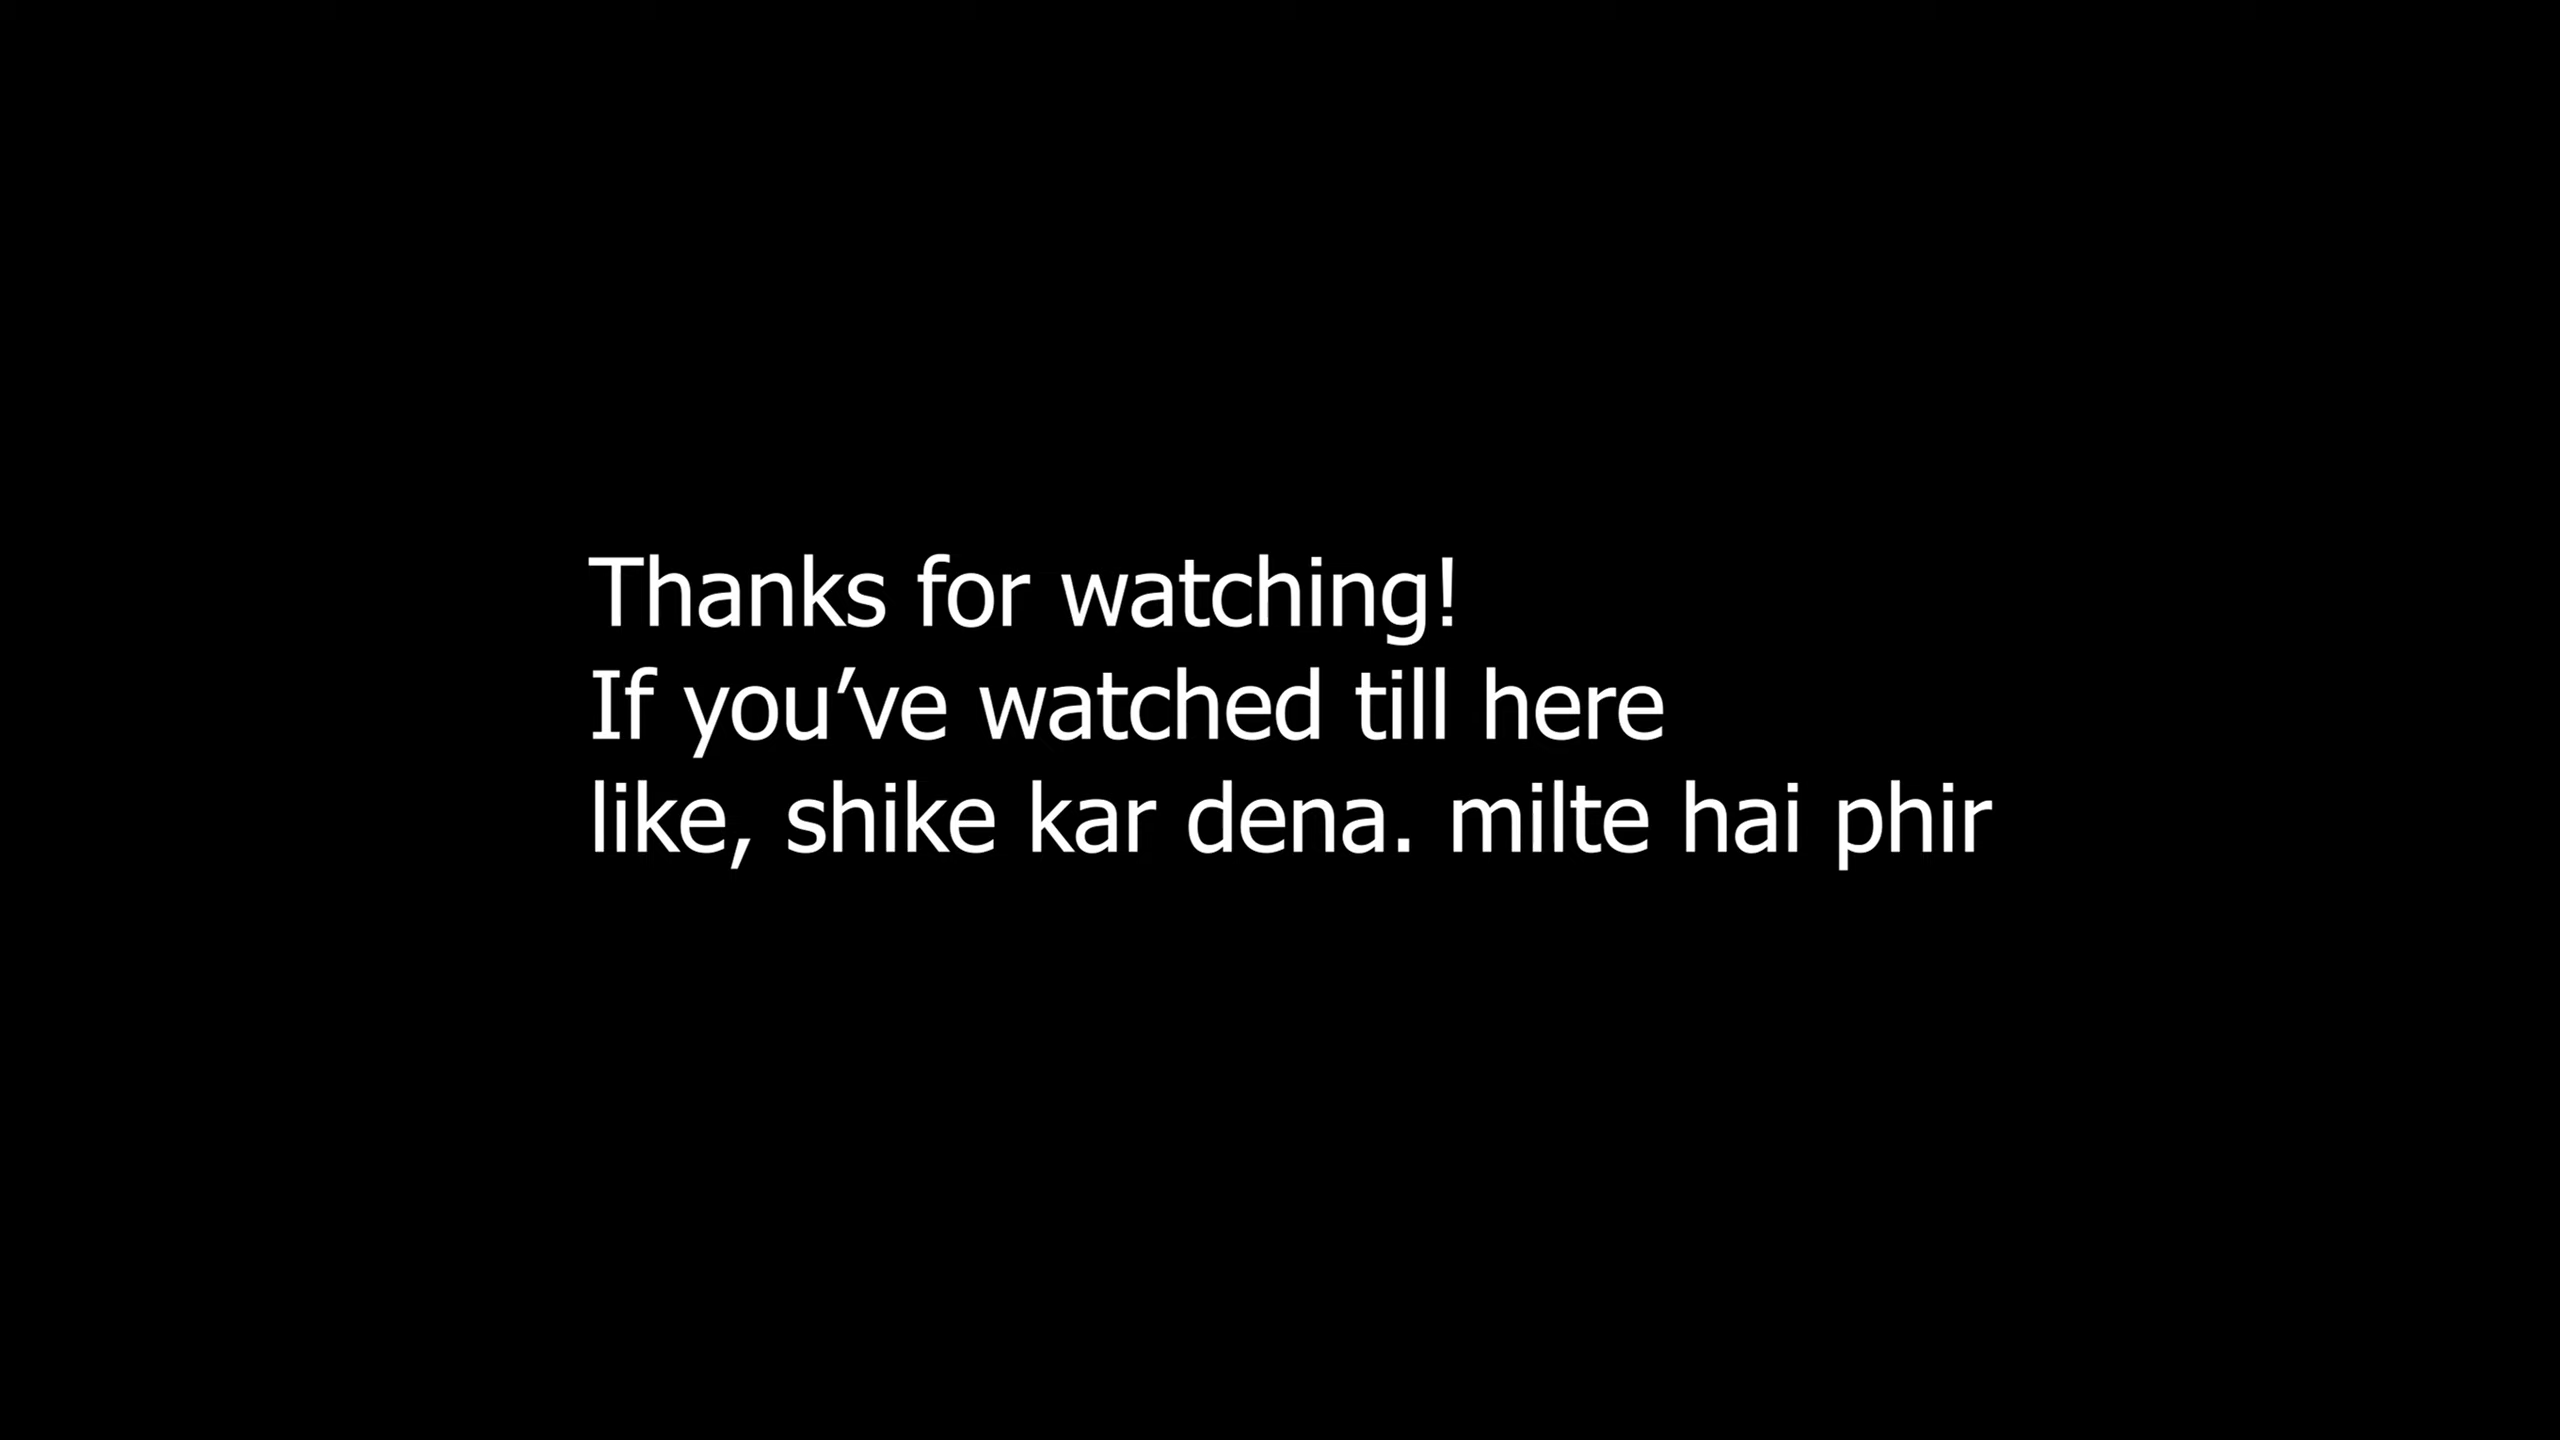 Thanks for watching!
If you’ve watched till here
like, shike kar dena. milte hai phir